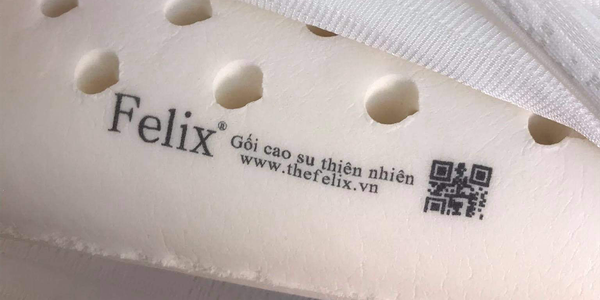 Felix®
Gối cao su thiên nhiên
www.thefelix.vn